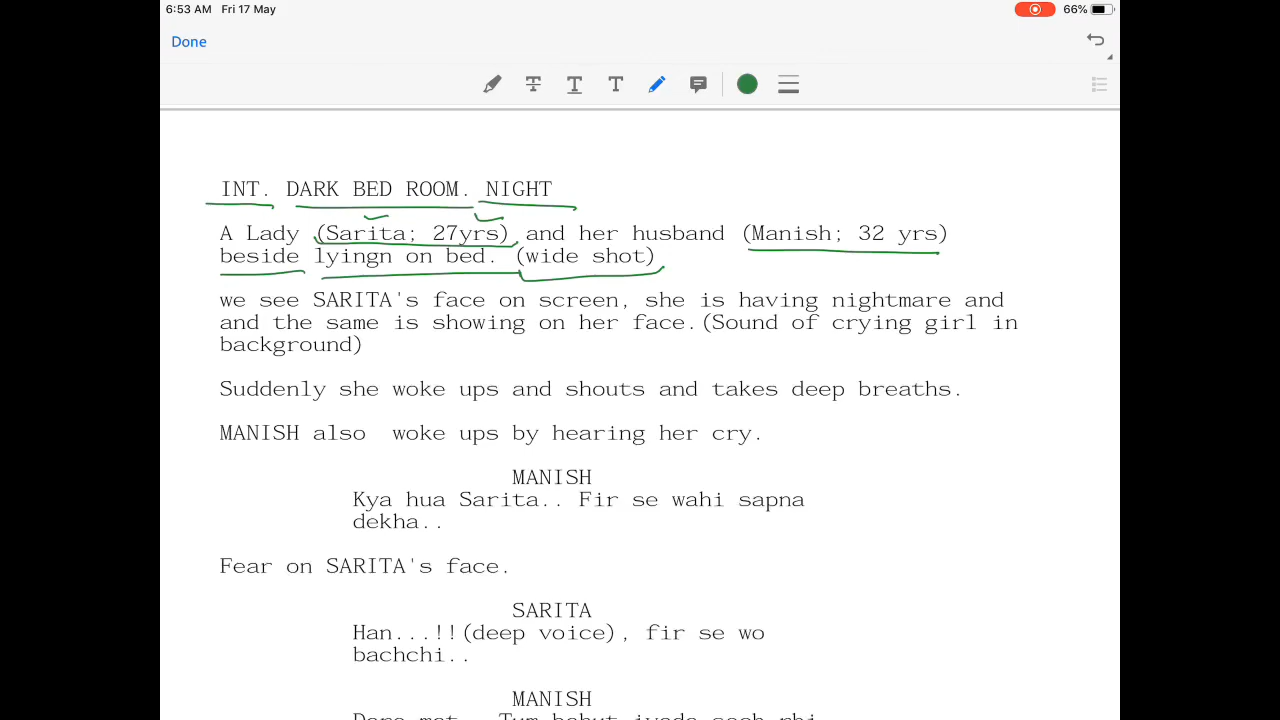 6:53 AM Fri 17 May 66%
Done
INT. DARK BED ROOM. NIGHT
A Lady (Sarita; 27yrs) and her husband (Manish; 32 yrs)
beside lyingn on bed. (wide shot)
we see SARITA's face on screen, she is having nightmare and
and the same is showing on her face.(Sound of crying girl in
background)
Suddenly she woke ups and shouts and takes deep breaths.
MANISH also woke ups by hearing her cry.
MANISH
Kya hua Sarita.. Fir se wahi sapna
dekha..
Fear on SARITA's face.
SARITA
Han...!!(deep voice), fir se wo
bachchi..
MANISH